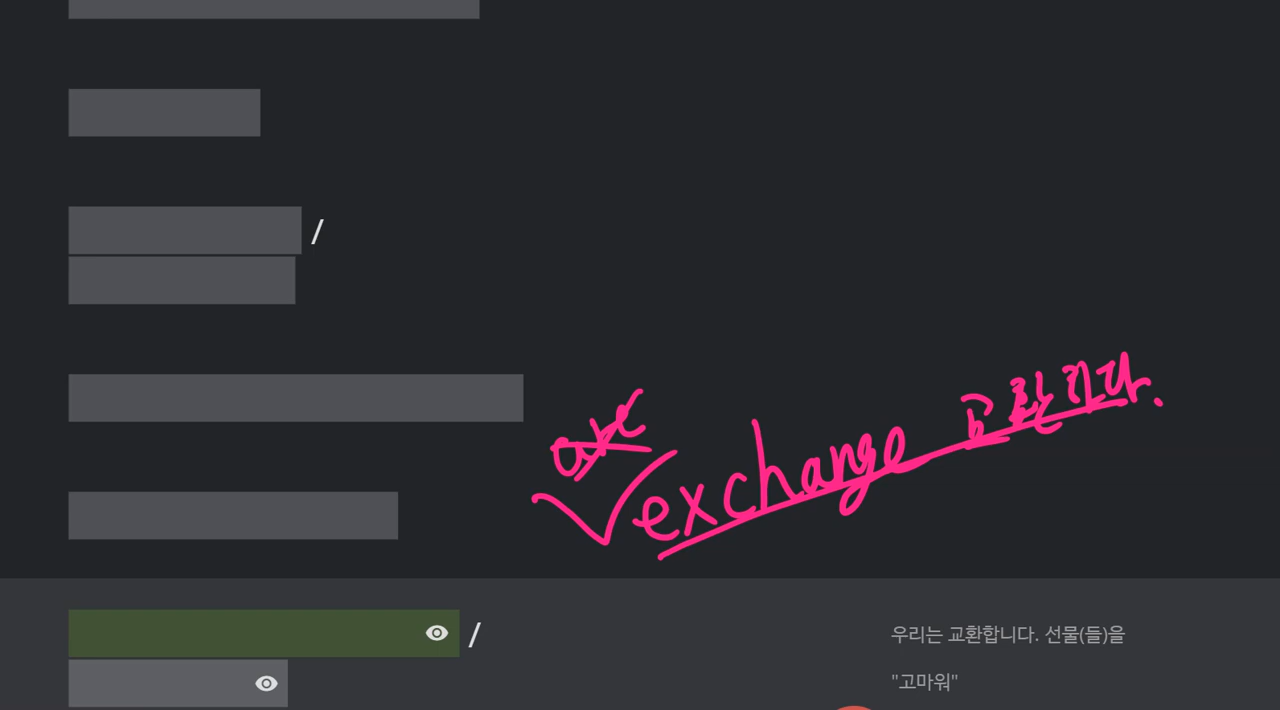 /
are
exchange 교환하다.
/ 우리는 교환합니다. 선물(들)을
"고마워"